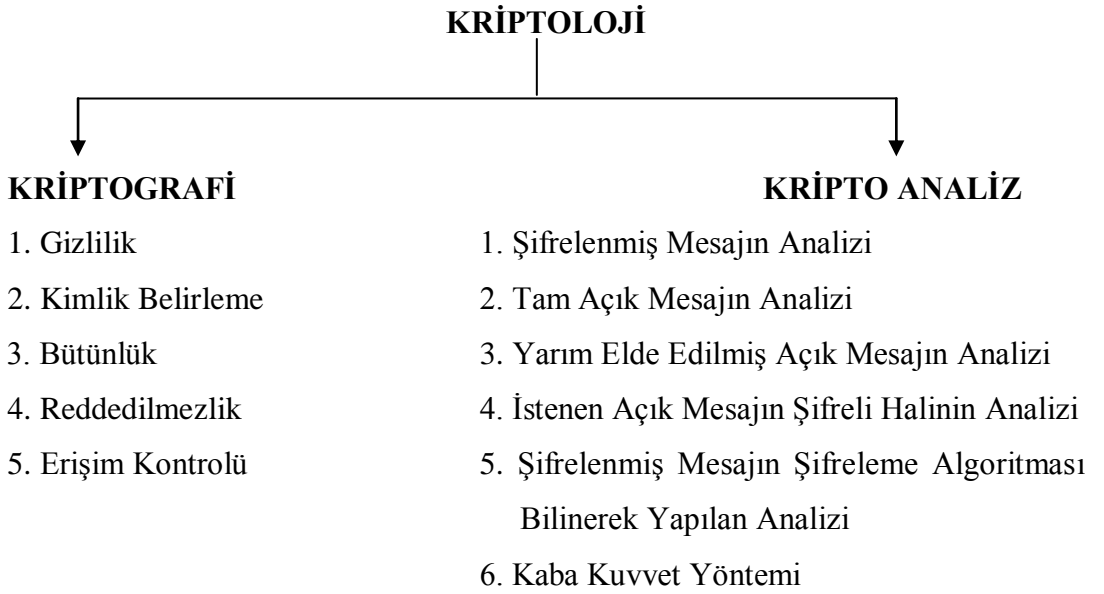 KRİPTOLOJİ
KRİPTOGRAFİ
1. Gizlilik
2. Kimlik Belirleme
3. Bütünlük
4. Reddedilmezlik
5. Erişim Kontrolü
KRİPTO ANALİZ
1. Şifrelenmiş Mesajın Analizi
2. Tam Açık Mesajın Analizi
3. Yarım Elde Edilmiş Açık Mesajın Analizi
4. İstenen Açık Mesajın Şifreli Halinin Analizi
5. Şifrelenmiş Mesajın Şifreleme Algoritması
Bilinerek Yapılan Analizi
6. Kaba Kuvvet Yöntemi